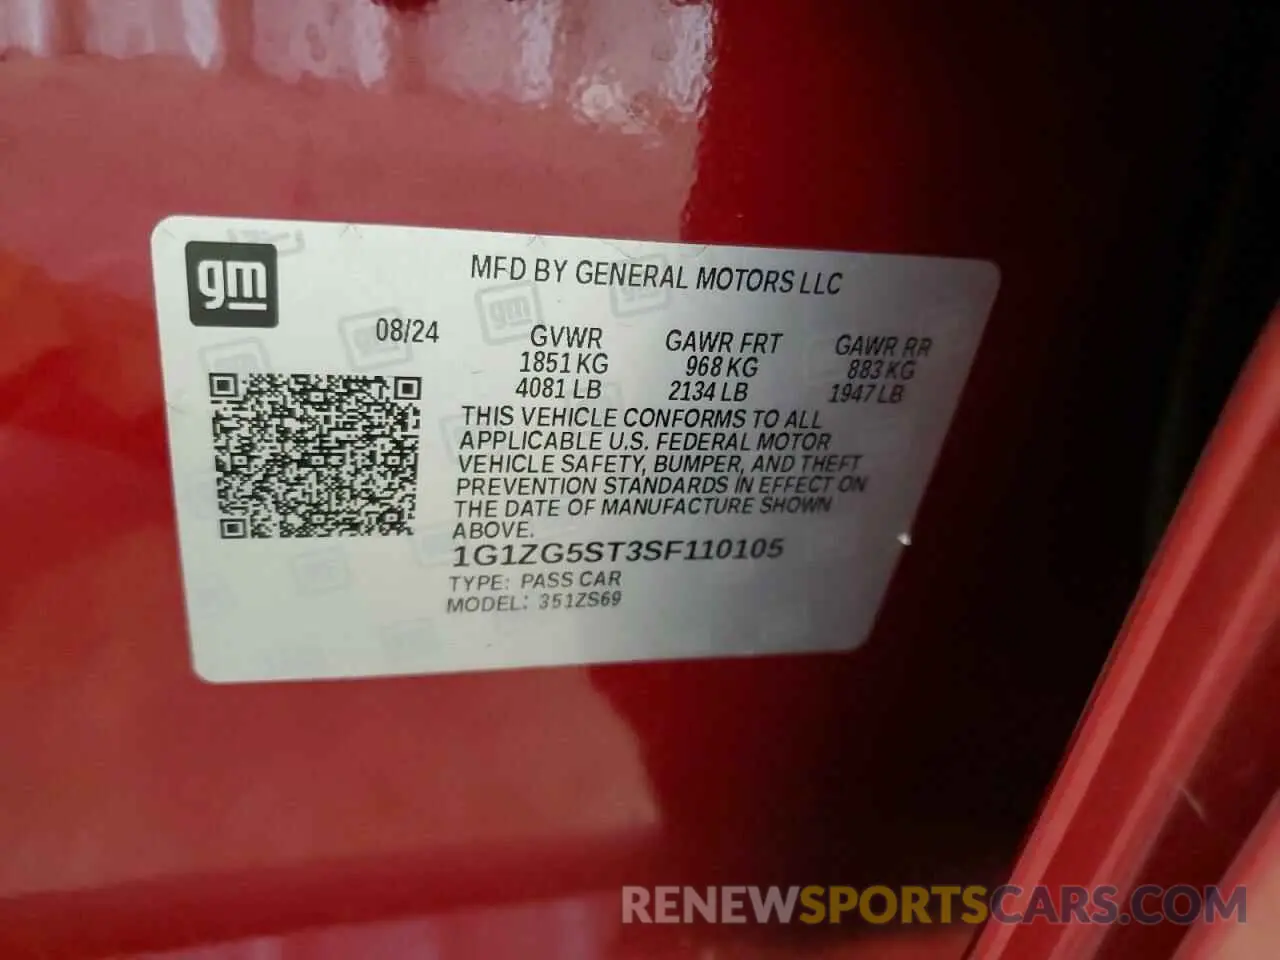 gm
MFD BY GENERAL MOTORS LLC
08/24
GVWR GAWR FRT GAWR RR
1851 KG 968 KG 883 KG
4081 LB 2134 LB 1947 LB
THIS VEHICLE CONFORMS TO ALL
APPLICABLE U.S. FEDERAL MOTOR
VEHICLE SAFETY, BUMPER, AND THEFT
PREVENTION STANDARDS IN EFFECT ON
THE DATE OF MANUFACTURE SHOWN
ABOVE.
1G1ZG5ST3SF110105
TYPE: PASS CAR
MODEL: 351ZS69
RENEWSPORTSCARS.COM